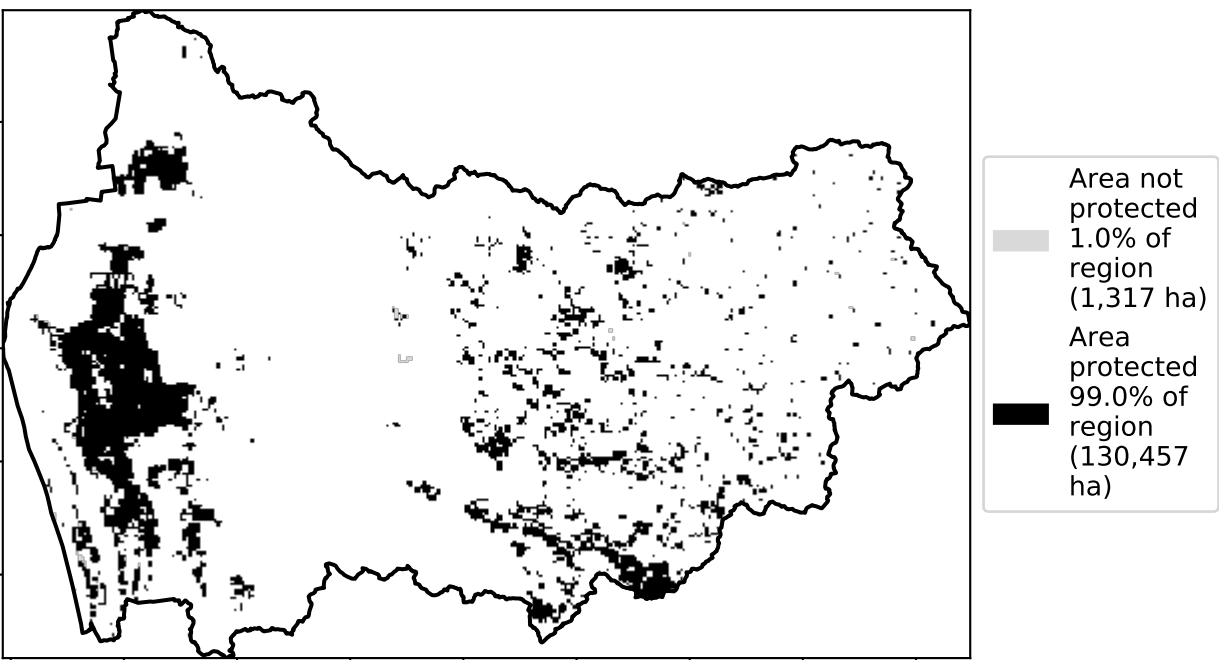 Area not
protected
1.0% of
region
(1,317 ha)
Area
protected
99.0% of
region
(130,457
ha)